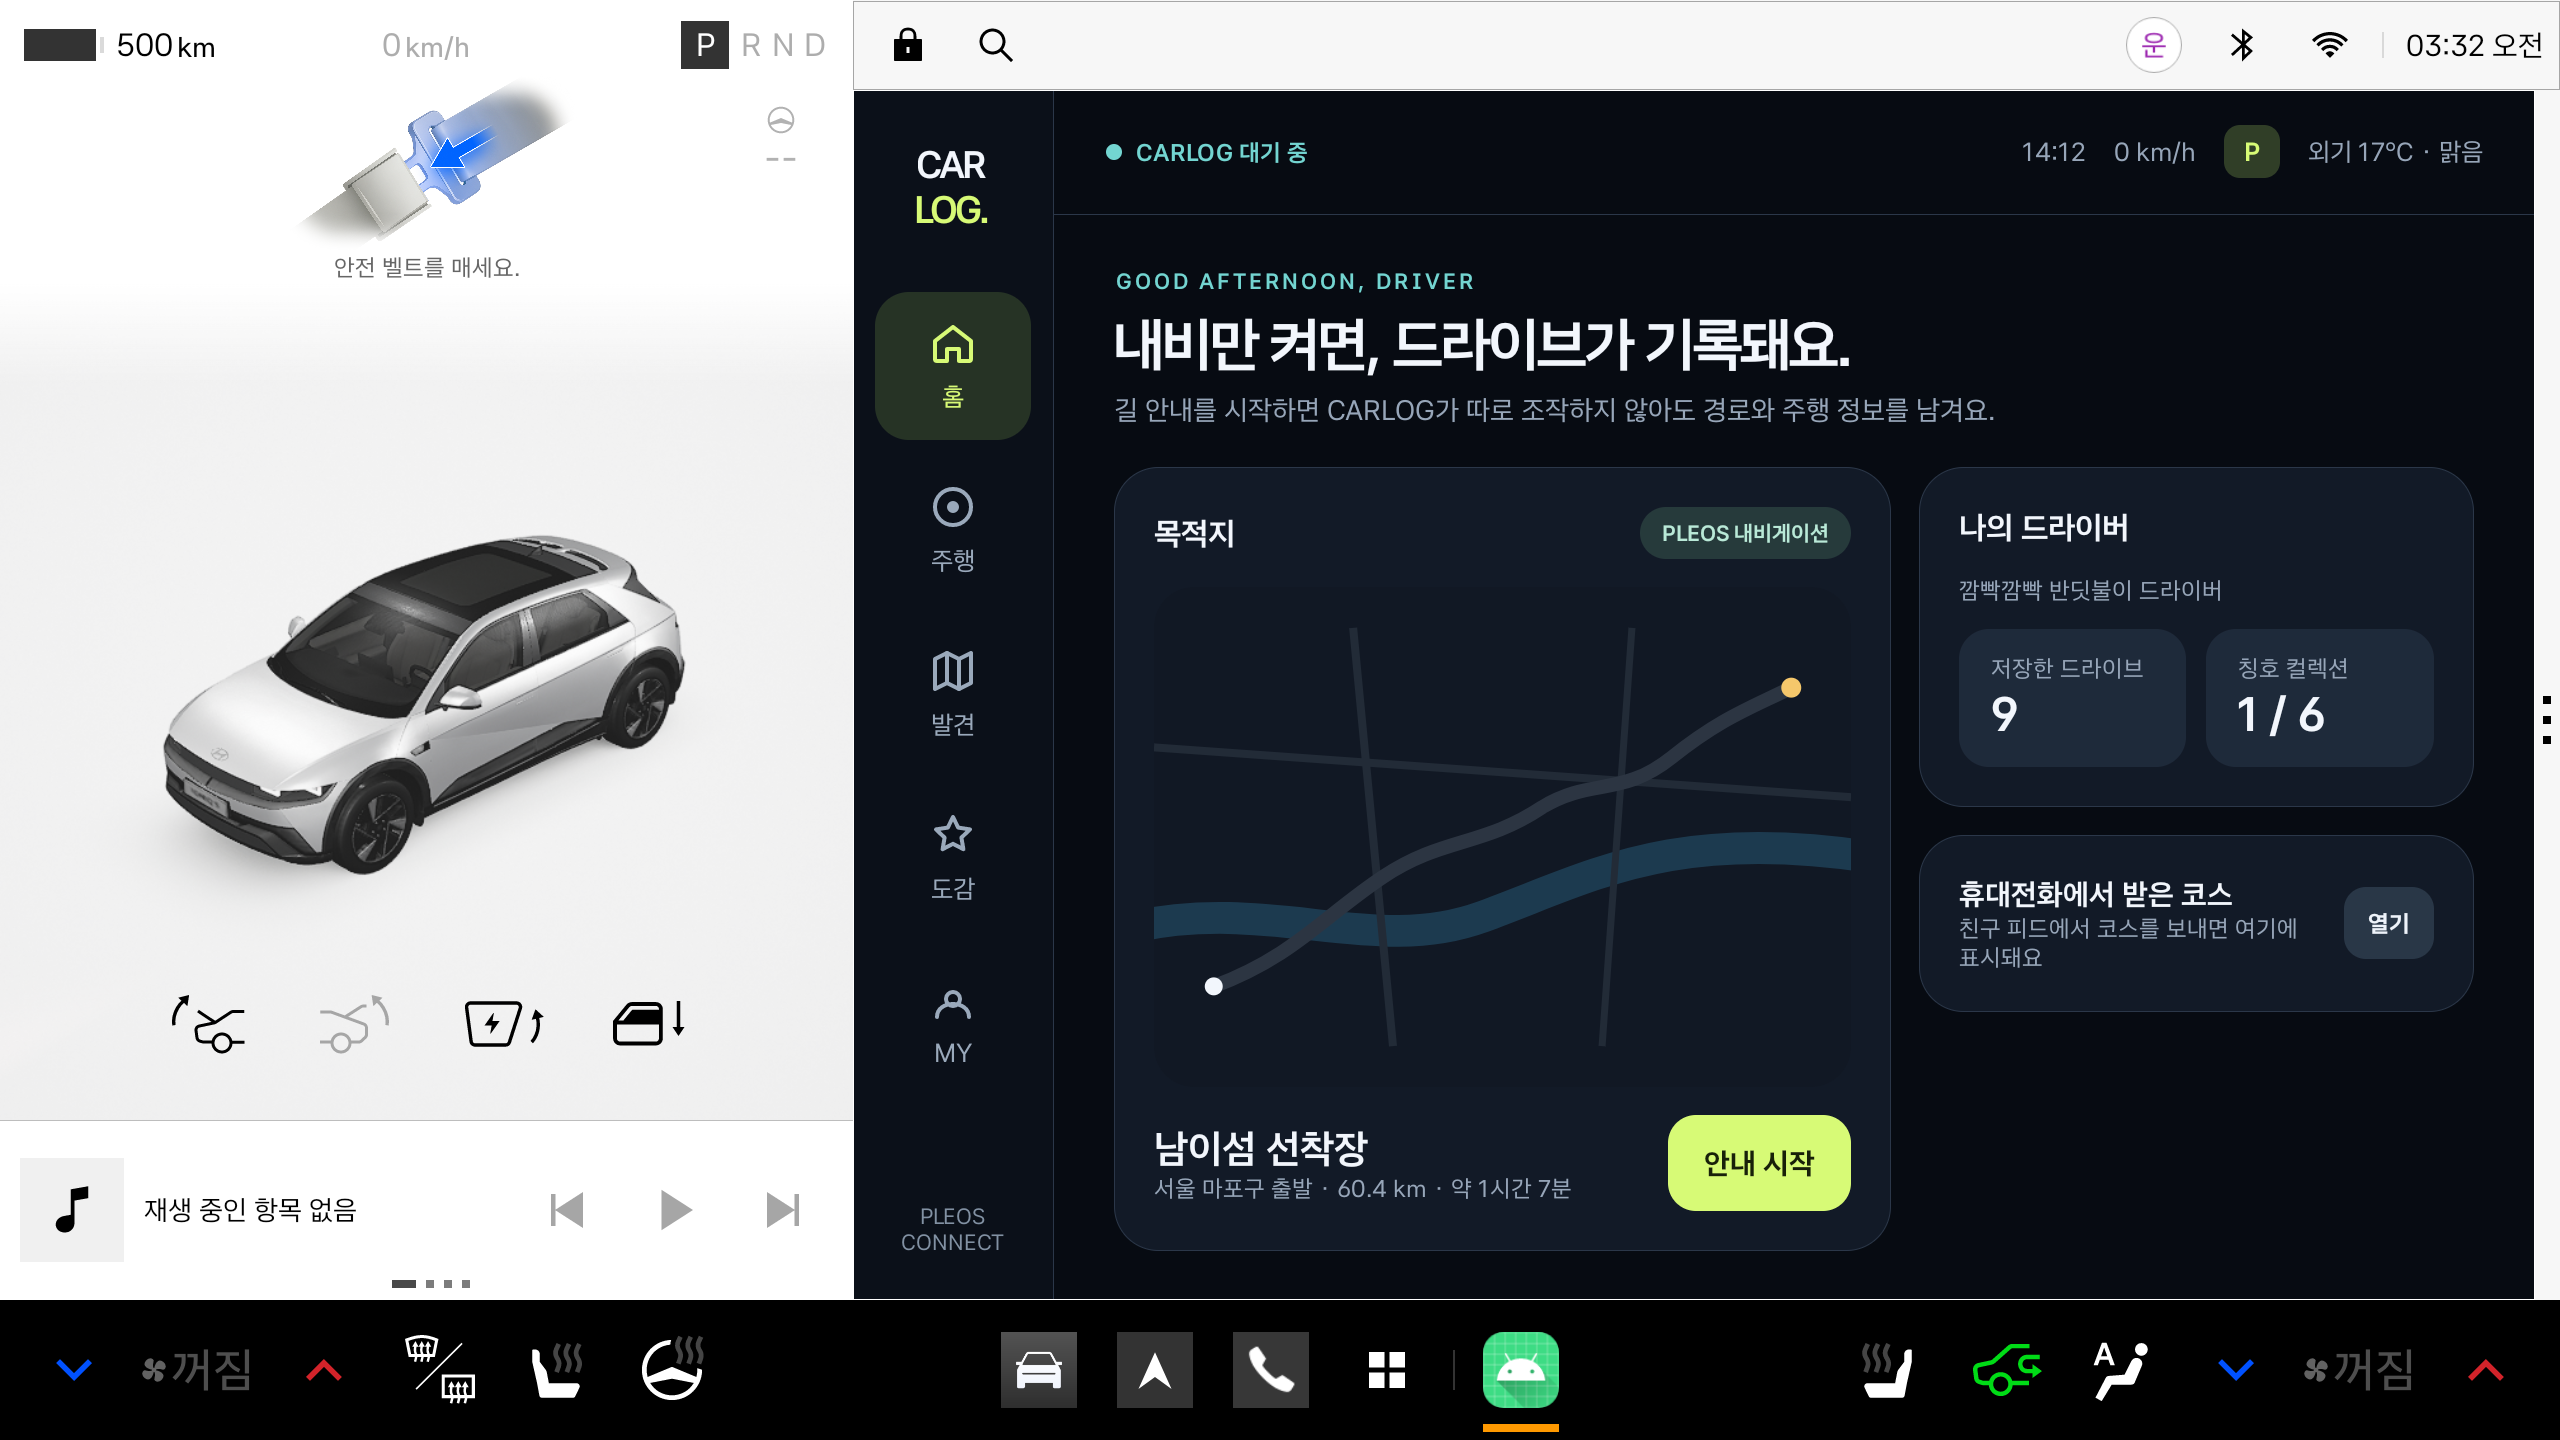 500 km
0 km/h
P R N D
--
안전 벨트를 매세요.
재생 중인 항목 없음
운
03:32 오전
CAR
LOG.
홈
주행
발견
도감
MY
PLEOS
CONNECT
CARLOG 대기 중
14:12
0 km/h
P
외기 17°C · 맑음
GOOD AFTERNOON, DRIVER
내비만 켜면, 드라이브가 기록돼요.
길 안내를 시작하면 CARLOG가 따로 조작하지 않아도 경로와 주행 정보를 남겨요.
목적지
PLEOS 내비게이션
남이섬 선착장
서울 마포구 출발 · 60.4 km · 약 1시간 7분
안내 시작
나의 드라이버
깜빡깜빡 반딧불이 드라이버
저장한 드라이브
9
칭호 컬렉션
1 / 6
휴대전화에서 받은 코스
친구 피드에서 코스를 보내면 여기에
표시돼요
열기
꺼짐
A
꺼짐